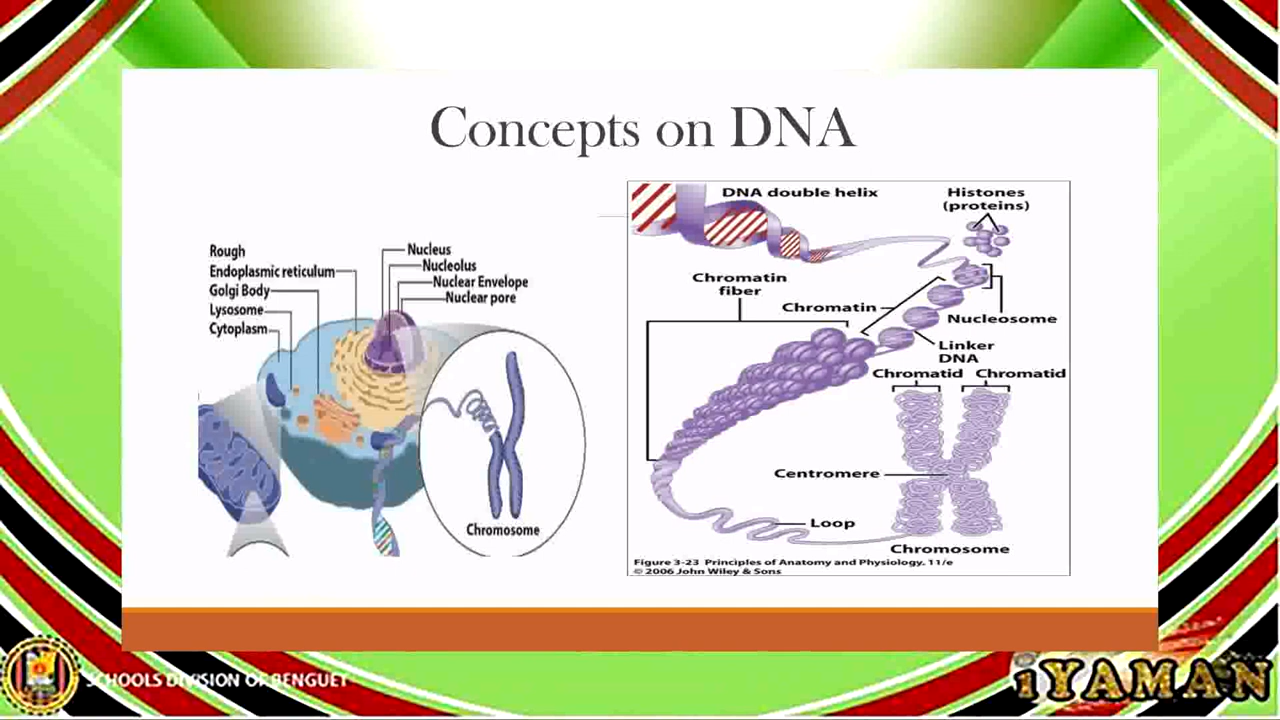 Concepts on DNA
Rough
Endoplasmic reticulum
Golgi Body
Lysosome
Cytoplasm
Nucleus
Nucleolus
Nuclear Envelope
Nuclear pore
Chromosome
DNA double helix
Histones
(proteins)
Chromatin
fiber
Chromatin
Nucleosome
Linker
DNA
Chromatid Chromatid
Centromere
Loop
Chromosome
Figure 3-23 Principles of Anatomy and Physiology, 11/e
© 2006 John Wiley & Sons
SCHOOLS DIVISION OF BENGUET
iYAMAN